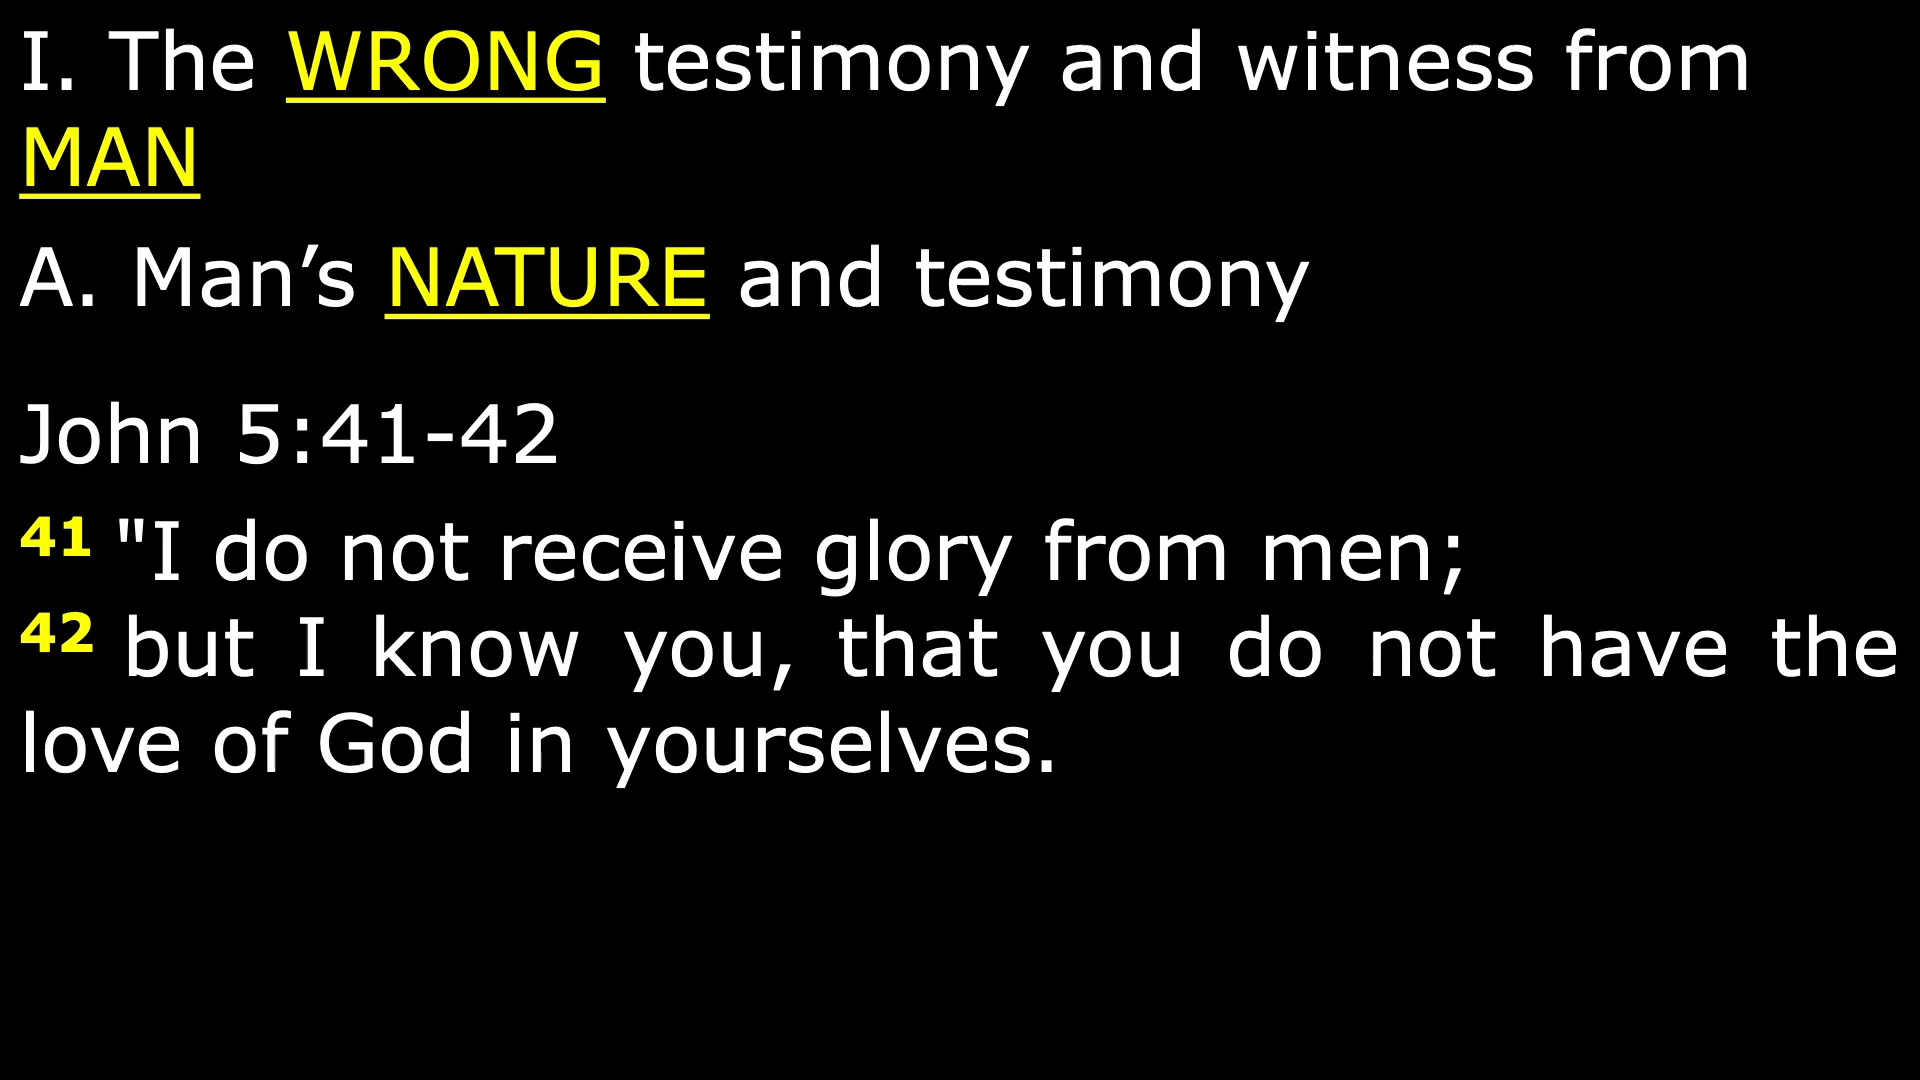 I. The WRONG testimony and witness from
MAN
A. Man’s NATURE and testimony
John 5:41-42
41 "I do not receive glory from men;
42 but I know you, that you do not have the
love of God in yourselves.